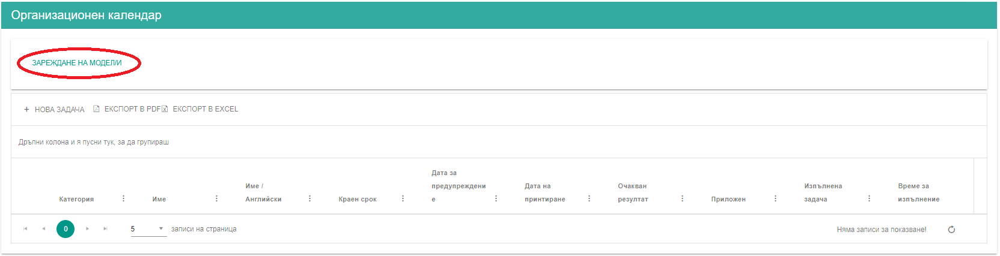 Организационен календар
ЗАРЕЖДАНЕ НА МОДЕЛ/И
+ НОВА ЗАДАЧА ЕКСПОРТ В PDF ЕКСПОРТ В EXCEL
Дръпни колона и я пусни тук, за да групираш
Категория
Име
Име /
Английски
Краен срок
Дата за
предупреждени
е
Дата на
принтиране
Очакван
резултат
Приложен
Изпълнена
задача
Време за
изпълнение
0 5 записи на страница Няма записи за показване!